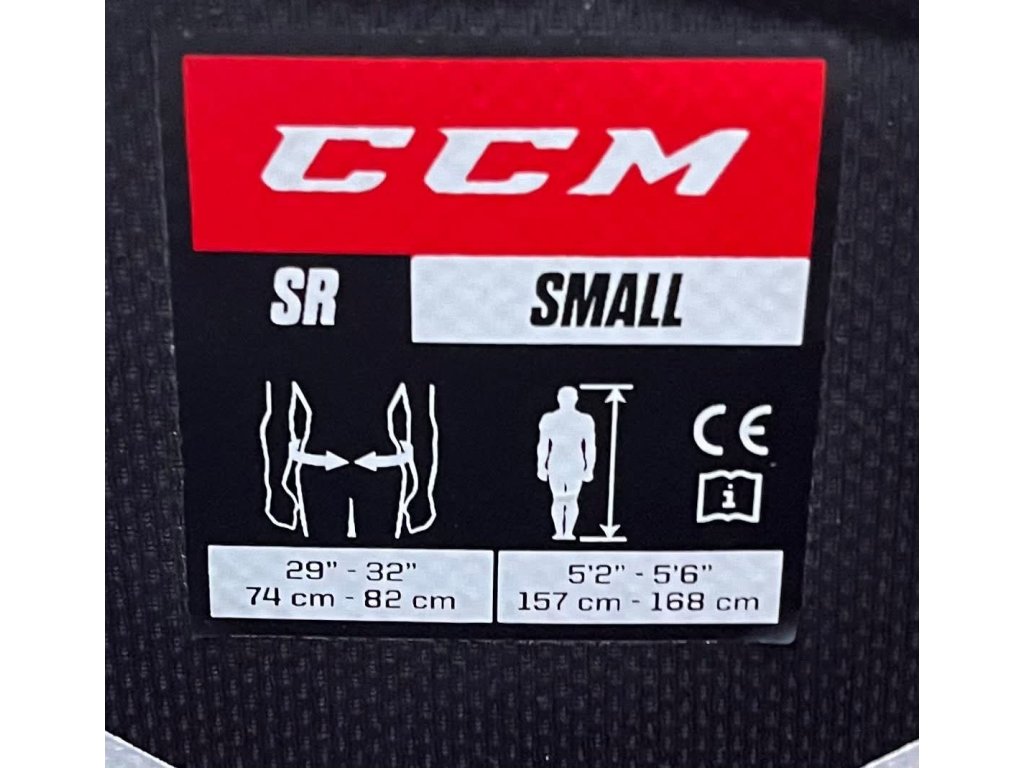 CCM
SR SMALL
CE
i
29” - 32”
74 cm - 82 cm
5’2” - 5’6”
157 cm - 168 cm